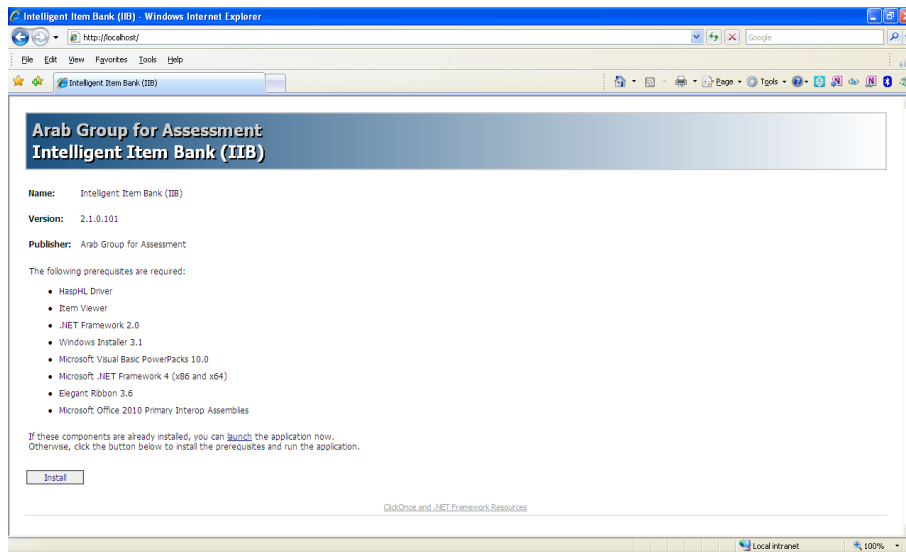 Intelligent Item Bank (IIB) - Windows Internet Explorer
http://localhost/
Google
File Edit View Favorites Tools Help
Intelligent Item Bank (IIB)
Page Tools
Arab Group for Assessment
Intelligent Item Bank (IIB)
Name: Intelligent Item Bank (IIB)
Version: 2.1.0.101
Publisher: Arab Group for Assessment
The following prerequisites are required:
HaspHL Driver
Item Viewer
.NET Framework 2.0
Windows Installer 3.1
Microsoft Visual Basic PowerPacks 10.0
Microsoft .NET Framework 4 (x86 and x64)
Elegant Ribbon 3.6
Microsoft Office 2010 Primary Interop Assemblies
If these components are already installed, you can launch the application now.
Otherwise, click the button below to install the prerequisites and run the application.
Install
ClickOnce and .NET Framework Resources
Local intranet 100%